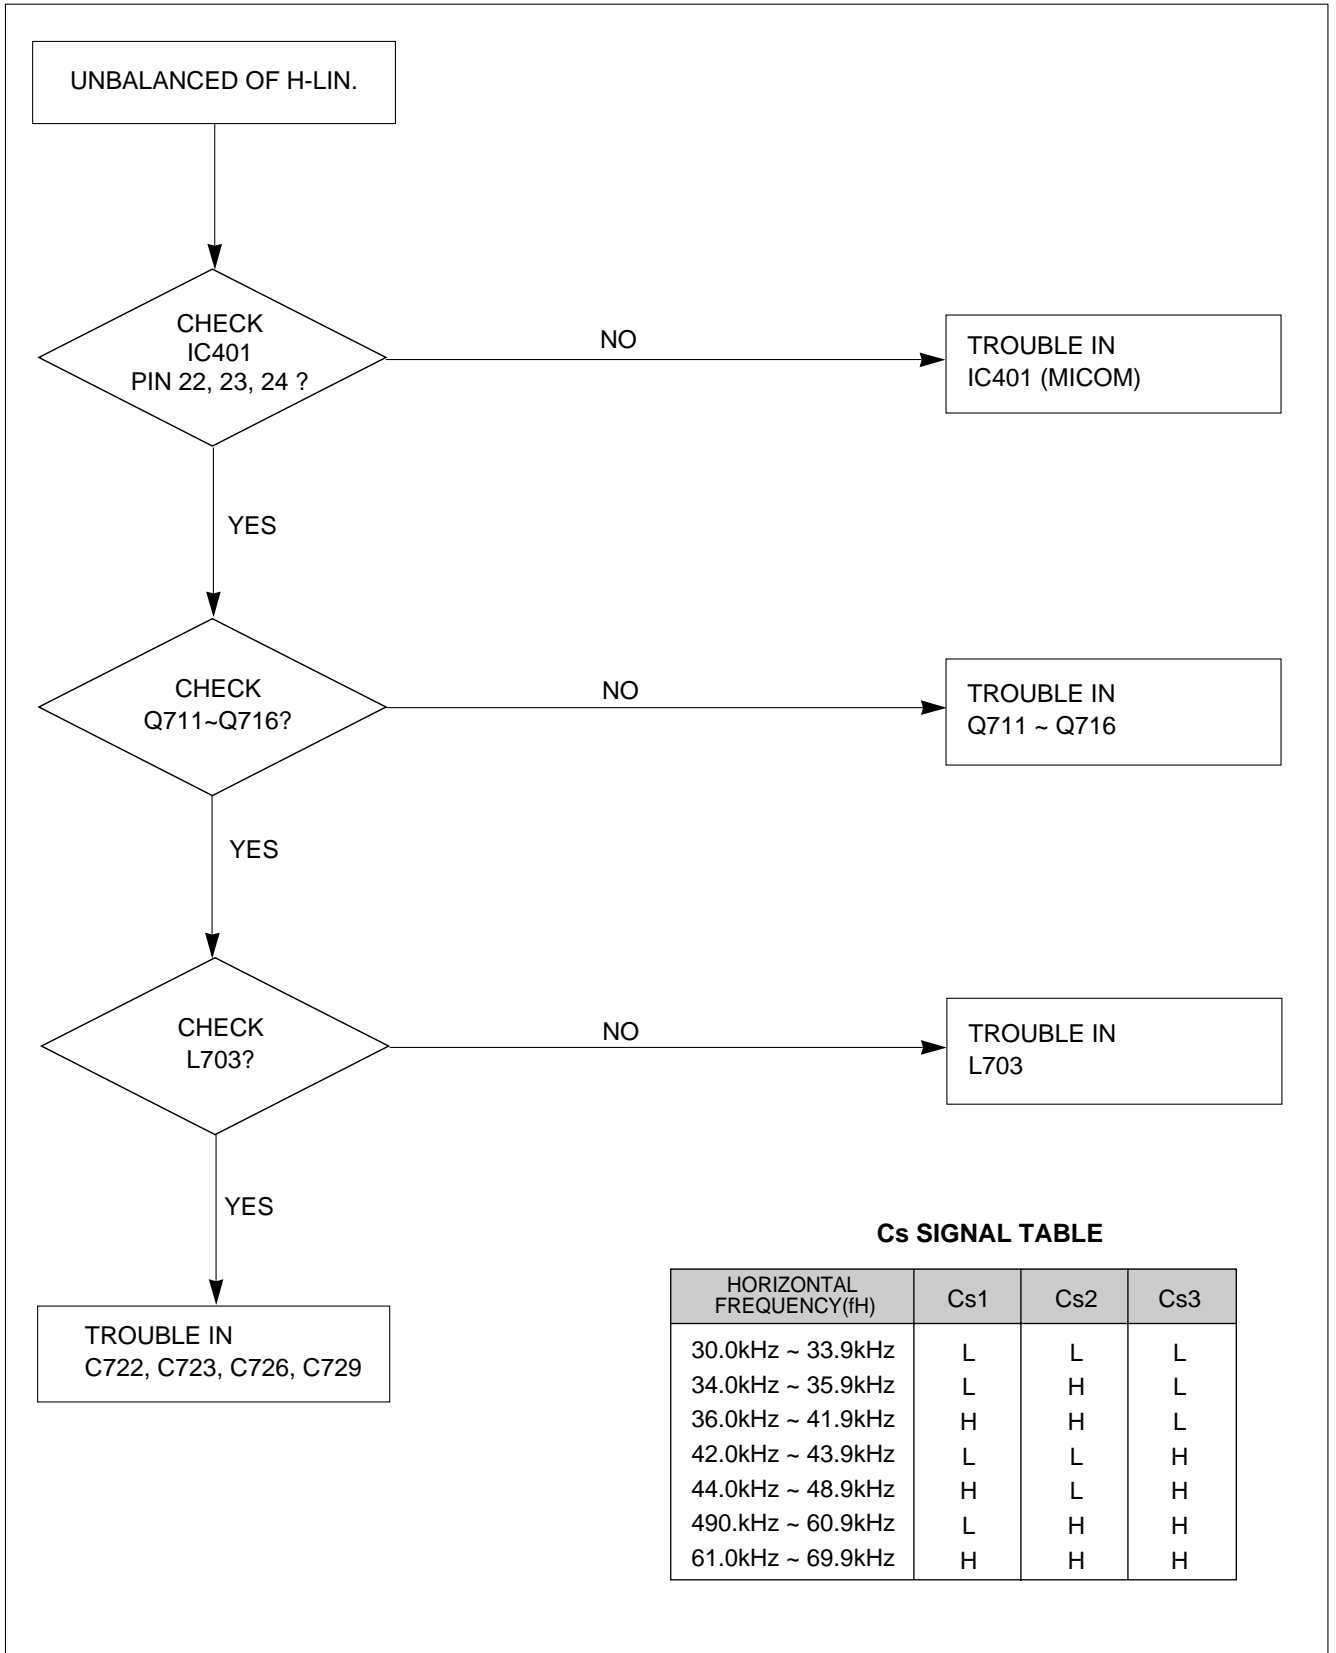 UNBALANCED OF H-LIN.
CHECK
IC401
PIN 22, 23, 24 ?
NO
TROUBLE IN
IC401 (MICOM)
YES
CHECK
Q711~Q716?
NO
TROUBLE IN
Q711 ~ Q716
YES
CHECK
L703?
NO
TROUBLE IN
L703
YES
TROUBLE IN
C722, C723, C726, C729
Cs SIGNAL TABLE
HORIZONTAL
FREQUENCY(fH) Cs1 Cs2 Cs3
30.0kHz ~ 33.9kHz L L L
34.0kHz ~ 35.9kHz L H L
36.0kHz ~ 41.9kHz H H L
42.0kHz ~ 43.9kHz L L H
44.0kHz ~ 48.9kHz H L H
490.kHz ~ 60.9kHz L H H
61.0kHz ~ 69.9kHz H H H